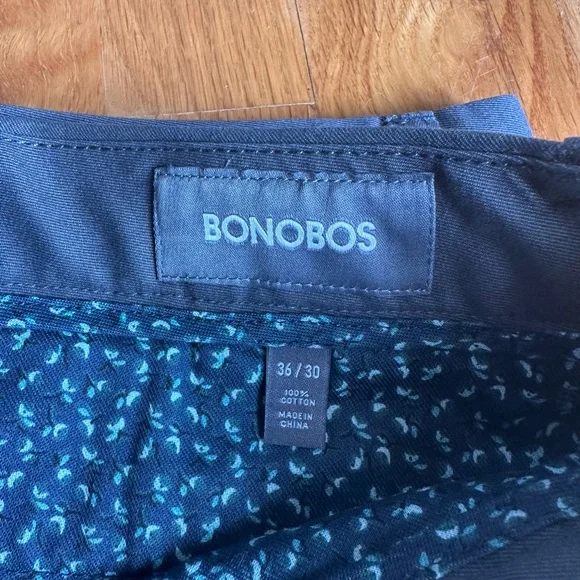 BONOBOS
36 / 30
100%
COTTON
MADE IN
CHINA